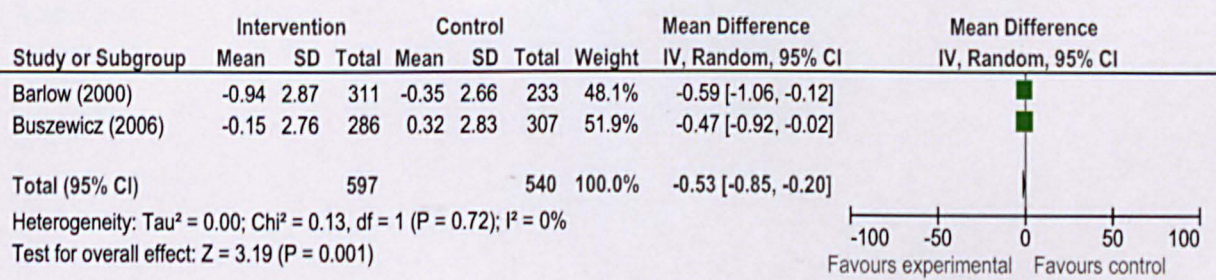 Intervention Control Mean Difference Mean Difference
Study or Subgroup Mean SD Total Mean SD Total Weight IV, Random, 95% CI IV, Random, 95% CI
Barlow (2000) -0.94 2.87 311 -0.35 2.66 233 48.1% -0.59 [-1.06, -0.12]
Buszewicz (2006) -0.15 2.76 286 0.32 2.83 307 51.9% -0.47 [-0.92, -0.02]
Total (95% CI) 597 540 100.0% -0.53 [-0.85, -0.20]
Heterogeneity: Tau² = 0.00; Chi² = 0.13, df = 1 (P = 0.72); I² = 0%
Test for overall effect: Z = 3.19 (P = 0.001)
-100 -50 0 50 100
Favours experimental Favours control